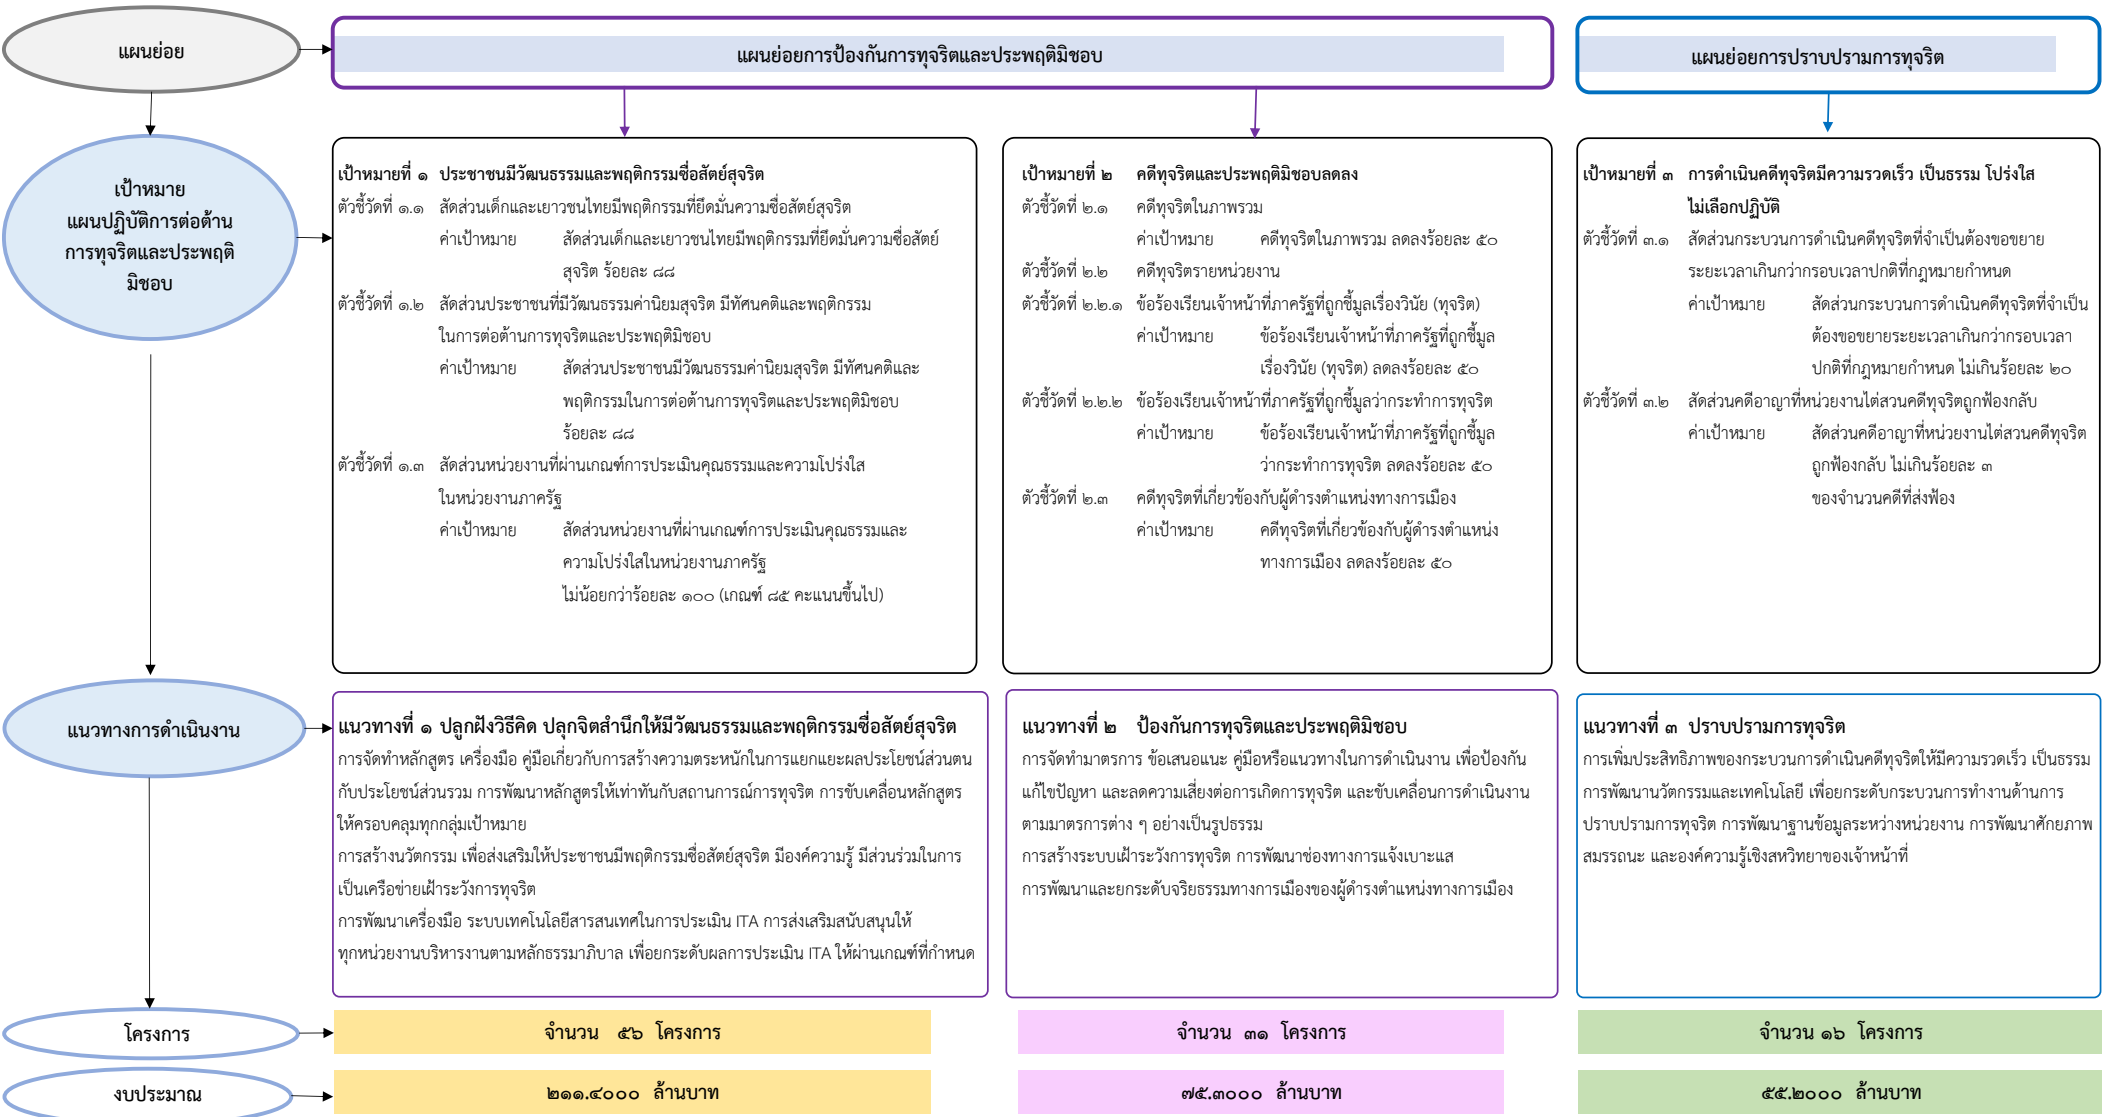 แผนย่อย
แผนย่อยการป้องกันการทุจริตและประพฤติมิชอบ
แผนย่อยการปราบปรามการทุจริต
เป้าหมาย
แผนปฏิบัติการต่อต้าน
การทุจริตและประพฤติ
มิชอบ
เป้าหมายที่ ๑ ประชาชนมีวัฒนธรรมและพฤติกรรมซื่อสัตย์สุจริต
ตัวชี้วัดที่ ๑.๑ สัดส่วนเด็กและเยาวชนไทยมีพฤติกรรมที่ยึดมั่นความซื่อสัตย์สุจริต
ค่าเป้าหมาย สัดส่วนเด็กและเยาวชนไทยมีพฤติกรรมที่ยึดมั่นความซื่อสัตย์
สุจริต ร้อยละ ๘๘
ตัวชี้วัดที่ ๑.๒ สัดส่วนประชาชนที่มีวัฒนธรรมค่านิยมสุจริต มีทัศนคติและพฤติกรรม
ในการต่อต้านการทุจริตและประพฤติมิชอบ
ค่าเป้าหมาย สัดส่วนประชาชนมีวัฒนธรรมค่านิยมสุจริต มีทัศนคติและ
พฤติกรรมในการต่อต้านการทุจริตและประพฤติมิชอบ
ร้อยละ ๘๘
ตัวชี้วัดที่ ๑.๓ สัดส่วนหน่วยงานที่ผ่านเกณฑ์การประเมินคุณธรรมและความโปร่งใส
ในหน่วยงานภาครัฐ
ค่าเป้าหมาย สัดส่วนหน่วยงานที่ผ่านเกณฑ์การประเมินคุณธรรมและ
ความโปร่งใสในหน่วยงานภาครัฐ
ไม่น้อยกว่าร้อยละ ๑๐๐ (เกณฑ์ ๘๕ คะแนนขึ้นไป)
เป้าหมายที่ ๒ คดีทุจริตและประพฤติมิชอบลดลง
ตัวชี้วัดที่ ๒.๑ คดีทุจริตในภาพรวม
ค่าเป้าหมาย คดีทุจริตในภาพรวม ลดลงร้อยละ ๕๐
ตัวชี้วัดที่ ๒.๒ คดีทุจริตรายหน่วยงาน
ตัวชี้วัดที่ ๒.๒.๑ ข้อร้องเรียนเจ้าหน้าที่ภาครัฐที่ถูกชี้มูลเรื่องวินัย (ทุจริต)
ค่าเป้าหมาย ข้อร้องเรียนเจ้าหน้าที่ภาครัฐที่ถูกชี้มูล
เรื่องวินัย (ทุจริต) ลดลงร้อยละ ๕๐
ตัวชี้วัดที่ ๒.๒.๒ ข้อร้องเรียนเจ้าหน้าที่ภาครัฐที่ถูกชี้มูลว่ากระทำการทุจริต
ค่าเป้าหมาย ข้อร้องเรียนเจ้าหน้าที่ภาครัฐที่ถูกชี้มูล
ว่ากระทำการทุจริต ลดลงร้อยละ ๕๐
ตัวชี้วัดที่ ๒.๓ คดีทุจริตที่เกี่ยวข้องกับผู้ดำรงตำแหน่งทางการเมือง
ค่าเป้าหมาย คดีทุจริตที่เกี่ยวข้องกับผู้ดำรงตำแหน่ง
ทางการเมือง ลดลงร้อยละ ๕๐
เป้าหมายที่ ๓ การดำเนินคดีทุจริตมีความรวดเร็ว เป็นธรรม โปร่งใส
ไม่เลือกปฏิบัติ
ตัวชี้วัดที่ ๓.๑ สัดส่วนกระบวนการดำเนินคดีทุจริตที่จำเป็นต้องขอขยาย
ระยะเวลาเกินกว่ากรอบเวลาปกติที่กฎหมายกำหนด
ค่าเป้าหมาย สัดส่วนกระบวนการดำเนินคดีทุจริตที่จำเป็น
ต้องขอขยายระยะเวลาเกินกว่ากรอบเวลา
ปกติที่กฎหมายกำหนด ไม่เกินร้อยละ ๒๐
ตัวชี้วัดที่ ๓.๒ สัดส่วนคดีอาญาที่หน่วยงานไต่สวนคดีทุจริตถูกฟ้องกลับ
ค่าเป้าหมาย สัดส่วนคดีอาญาที่หน่วยงานไต่สวนคดีทุจริต
ถูกฟ้องกลับ ไม่เกินร้อยละ ๓
ของจำนวนคดีที่ส่งฟ้อง
แนวทางการดำเนินงาน
แนวทางที่ ๑ ปลูกฝังวิธีคิด ปลุกจิตสำนึกให้มีวัฒนธรรมและพฤติกรรมซื่อสัตย์สุจริต
การจัดทำหลักสูตร เครื่องมือ คู่มือเกี่ยวกับการสร้างความตระหนักในการแยกแยะผลประโยชน์ส่วนตน
กับประโยชน์ส่วนรวม การพัฒนาหลักสูตรให้เท่าทันกับสถานการณ์การทุจริต การขับเคลื่อนหลักสูตร
ให้ครอบคลุมทุกกลุ่มเป้าหมาย
การสร้างนวัตกรรม เพื่อส่งเสริมให้ประชาชนมีพฤติกรรมซื่อสัตย์สุจริต มีองค์ความรู้ มีส่วนร่วมในการ
เป็นเครือข่ายเฝ้าระวังการทุจริต
การพัฒนาเครื่องมือ ระบบเทคโนโลยีสารสนเทศในการประเมิน ITA การส่งเสริมสนับสนุนให้
ทุกหน่วยงานบริหารงานตามหลักธรรมาภิบาล เพื่อยกระดับผลการประเมิน ITA ให้ผ่านเกณฑ์ที่กำหนด
แนวทางที่ ๒ ป้องกันการทุจริตและประพฤติมิชอบ
การจัดทำมาตรการ ข้อเสนอแนะ คู่มือหรือแนวทางในการดำเนินงาน เพื่อป้องกัน
แก้ไขปัญหา และลดความเสี่ยงต่อการเกิดการทุจริต และขับเคลื่อนการดำเนินงาน
ตามมาตรการต่าง ๆ อย่างเป็นรูปธรรม
การสร้างระบบเฝ้าระวังการทุจริต การพัฒนาช่องทางการแจ้งเบาะแส
การพัฒนาและยกระดับจริยธรรมทางการเมืองของผู้ดำรงตำแหน่งทางการเมือง
แนวทางที่ ๓ ปราบปรามการทุจริต
การเพิ่มประสิทธิภาพของกระบวนการดำเนินคดีทุจริตให้มีความรวดเร็ว เป็นธรรม
การพัฒนานวัตกรรมและเทคโนโลยี เพื่อยกระดับกระบวนการทำงานด้านการ
ปราบปรามการทุจริต การพัฒนาฐานข้อมูลระหว่างหน่วยงาน การพัฒนาศักยภาพ
สมรรถนะ และองค์ความรู้เชิงสหวิทยาของเจ้าหน้าที่
โครงการ
จำนวน ๕๖ โครงการ
จำนวน ๓๑ โครงการ
จำนวน ๑๖ โครงการ
งบประมาณ
๒๑๑.๔๐๐๐ ล้านบาท
๗๕.๓๐๐๐ ล้านบาท
๕๕.๒๐๐๐ ล้านบาท